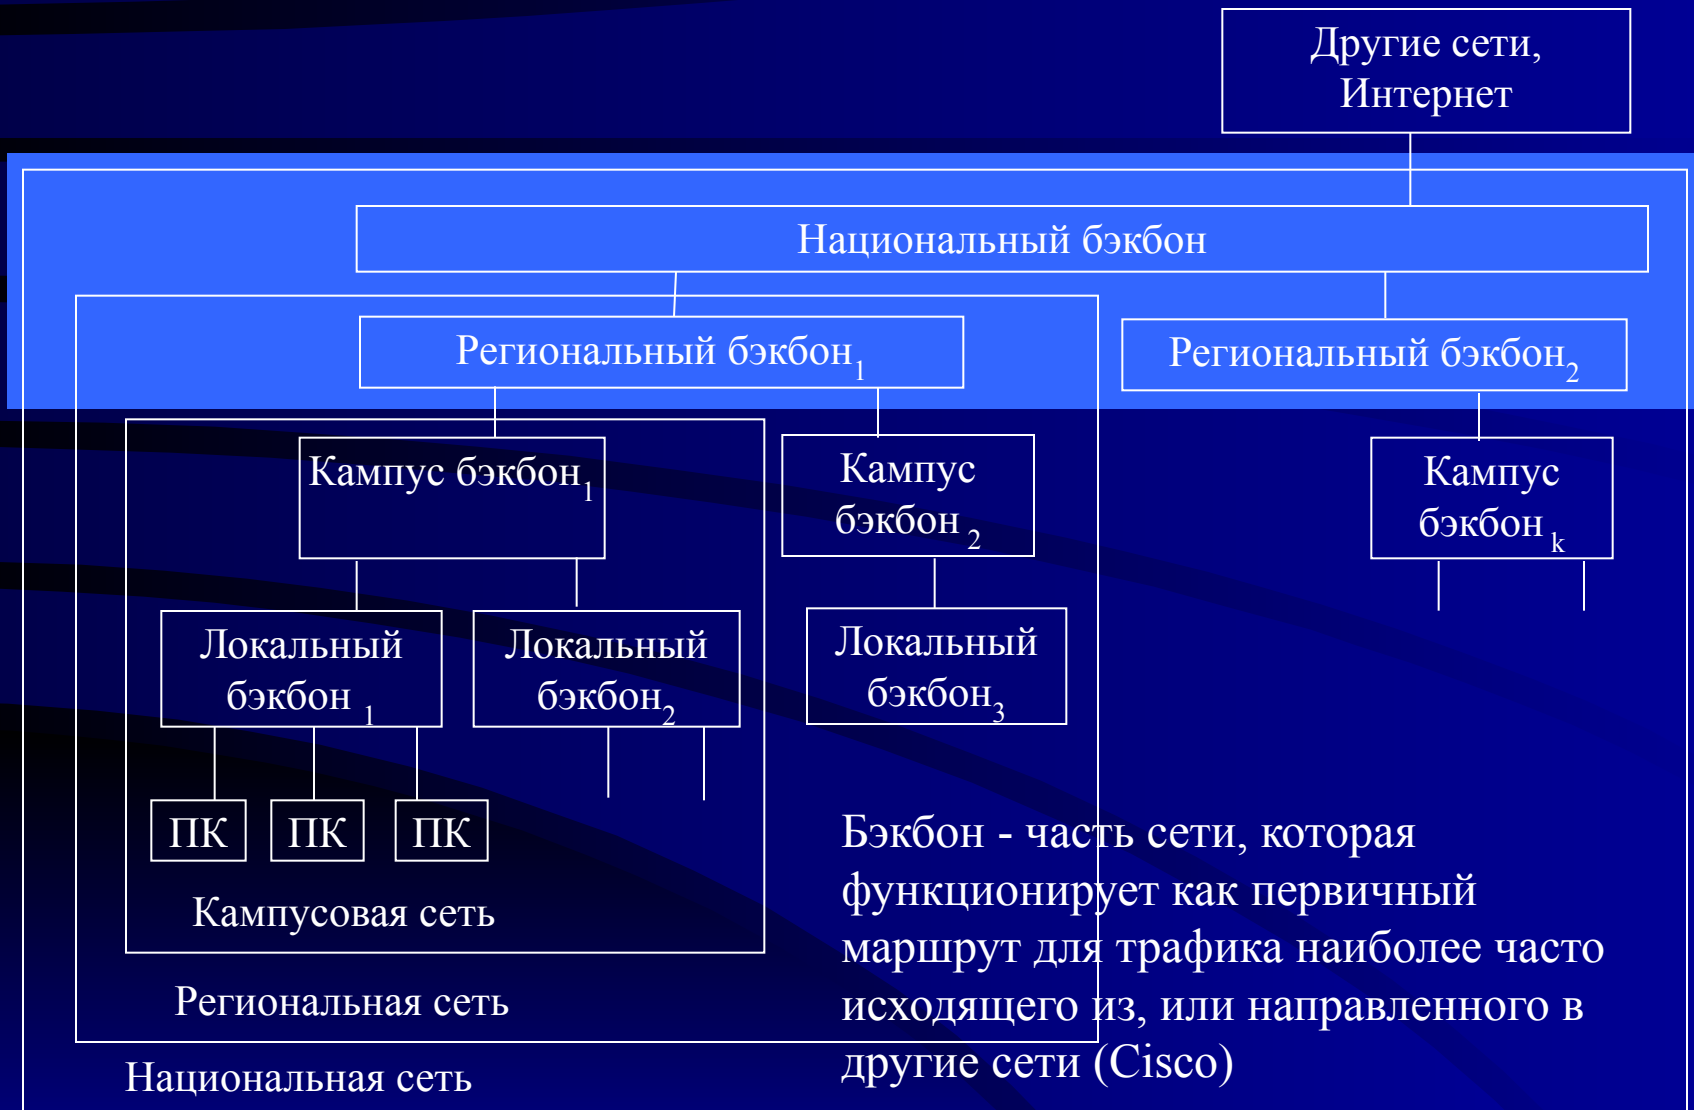 Другие сети,
Интернет
Национальный бэкбон
Региональный бэкбон1
Региональный бэкбон2
Кампус бэкбон1
Кампус
бэкбон 2
Кампус
бэкбон k
Локальный
бэкбон 1
Локальный
бэкбон2
Локальный
бэкбон3
ПК
ПК
ПК
Кампусовая сеть
Региональная сеть
Национальная сеть
Бэкбон - часть сети, которая
функционирует как первичный
маршрут для трафика наиболее часто
исходящего из, или направленного в
другие сети (Cisco)